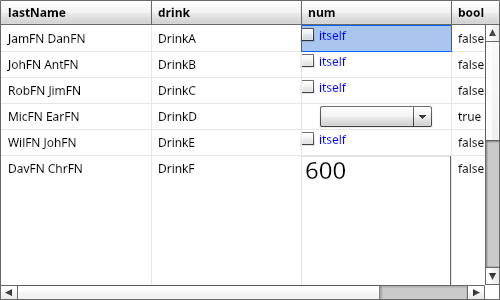 lastName drink num bool
JamFN DanFN DrinkA itself false
JohFN AntFN DrinkB itself false
RobFN JimFN DrinkC itself false
MicFN EarFN DrinkD true
WilFN JohFN DrinkE itself false
DavFN ChrFN DrinkF 600 false